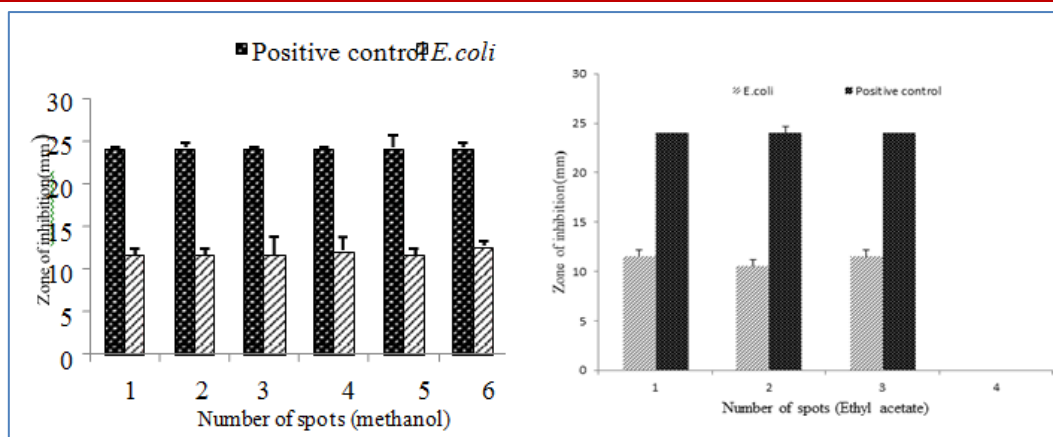 Positive control E.coli
30
25
20
15
10
5
0
Zone of inhibition(mm)
1 2 3 4 5 6
Number of spots (methanol)
E.coli Positive control
30
25
20
15
10
5
0
Zone of inhibition(mm)
1 2 3 4
Number of spots (Ethyl acetate)